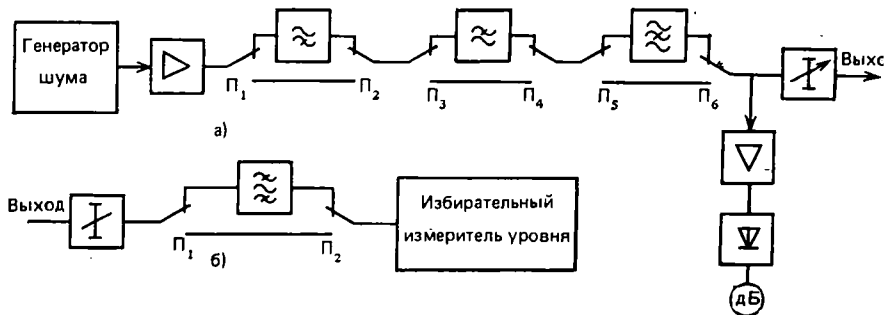 Генератор
шума
Выхо
П₁ П₂ П₃ П₄ П₅ П₆
а)
Выход
Избирательный
измеритель уровня
П₁ б) П₂
дБ